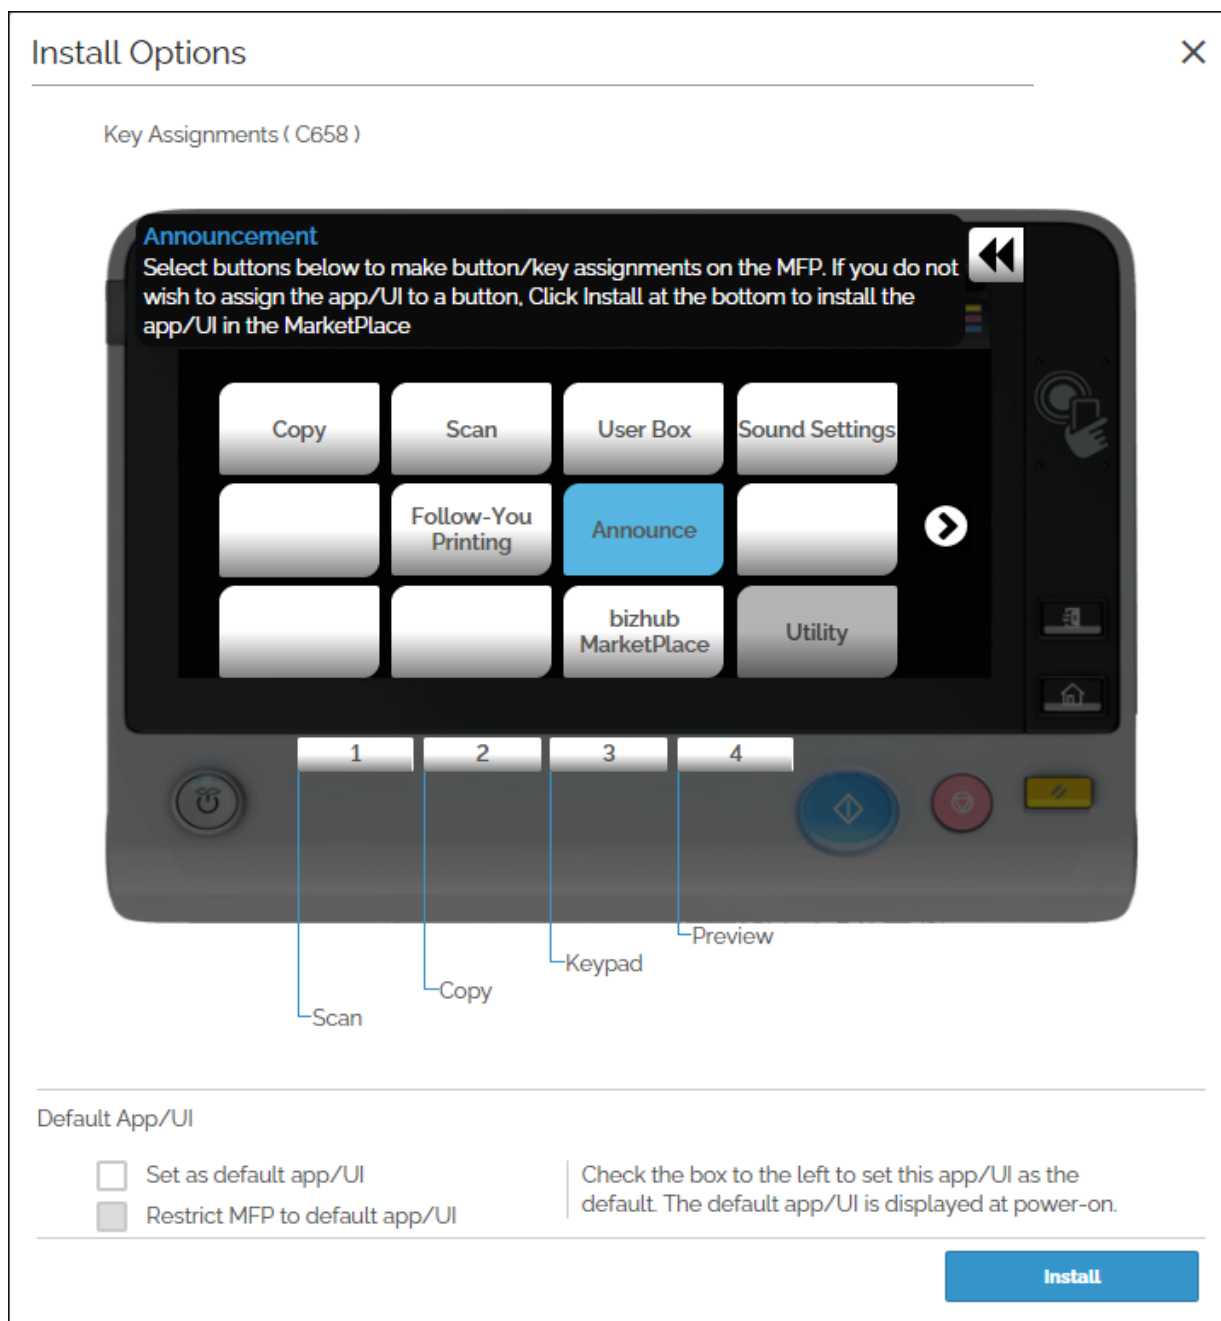 Install Options
Key Assignments ( C658 )
Announcement
Select buttons below to make button/key assignments on the MFP. If you do not
wish to assign the app/UI to a button, Click Install at the bottom to install the
app/UI in the MarketPlace
Copy
Scan
User Box
Sound Settings
Follow-You
Printing
Announce
bizhub
MarketPlace
Utility
1
2
3
4
Preview
Keypad
Copy
Scan
Default App/UI
Set as default app/UI
Restrict MFP to default app/UI
Check the box to the left to set this app/UI as the
default. The default app/UI is displayed at power-on.
Install